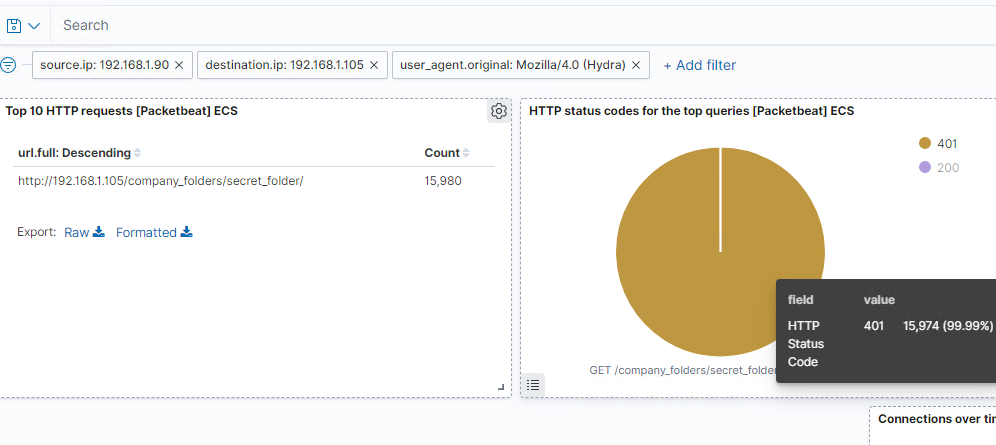 Search
source.ip: 192.168.1.90 ×
destination.ip: 192.168.1.105 ×
user_agent.original: Mozilla/4.0 (Hydra) ×
+ Add filter
Top 10 HTTP requests [Packetbeat] ECS
url.full: Descending
Count
http://192.168.1.105/company_folders/secret_folder/
15,980
Export: Raw Formatted
HTTP status codes for the top queries [Packetbeat] ECS
401
200
field value
HTTP Status Code 401 15,974 (99.99%)
GET /company_folders/secret_folder
Connections over